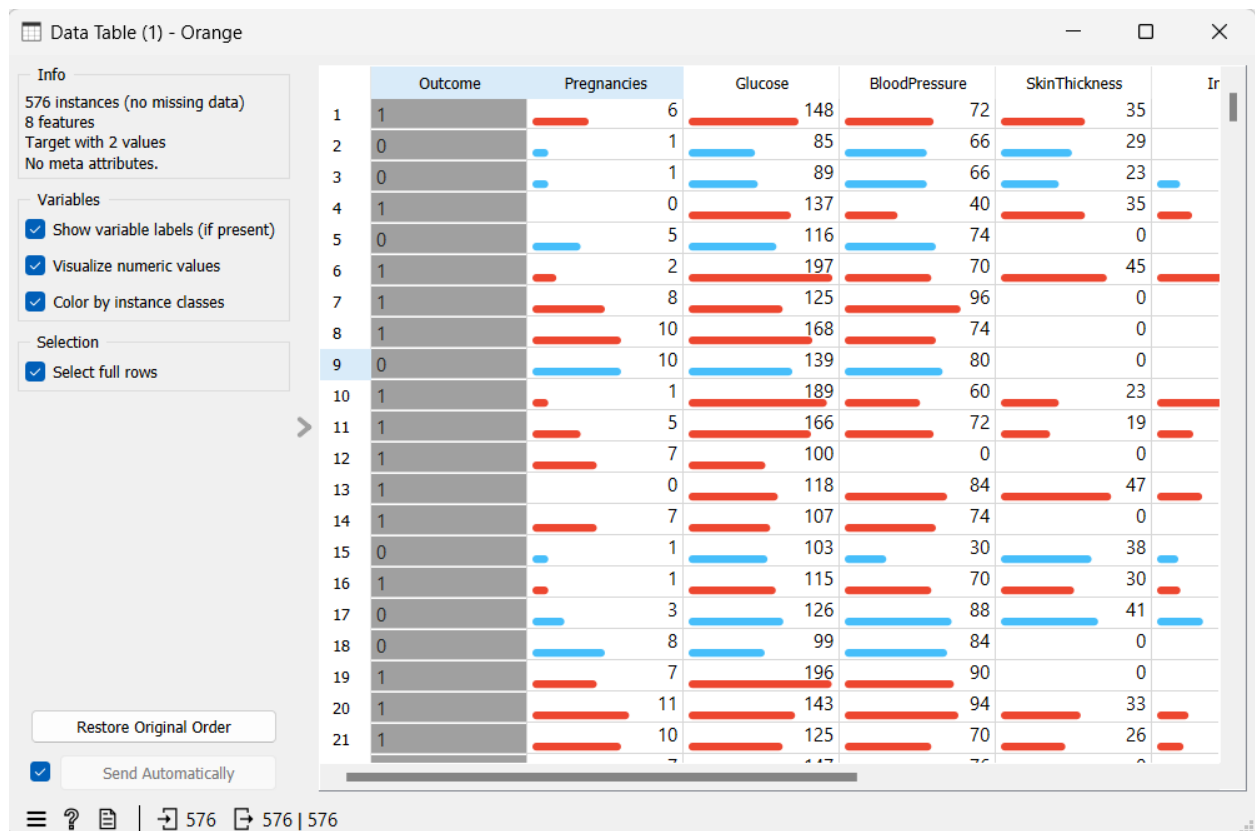 Data Table (1) - Orange
Info
576 instances (no missing data)
8 features
Target with 2 values
No meta attributes.
Variables
Show variable labels (if present)
Visualize numeric values
Color by instance classes
Selection
Select full rows
Restore Original Order
Send Automatically
576 576 | 576
Outcome Pregnancies Glucose BloodPressure SkinThickness
1 1 6 148 72 35
2 0 1 85 66 29
3 0 1 89 66 23
4 1 0 137 40 35
5 0 5 116 74 0
6 1 2 197 70 45
7 1 8 125 96 0
8 1 10 168 74 0
9 0 10 139 80 0
10 1 1 189 60 23
11 1 5 166 72 19
12 1 7 100 0 0
13 1 0 118 84 47
14 1 7 107 74 0
15 0 1 103 30 38
16 1 1 115 70 30
17 0 3 126 88 41
18 0 8 99 84 0
19 1 7 196 90 0
20 1 11 143 94 33
21 1 10 125 70 26